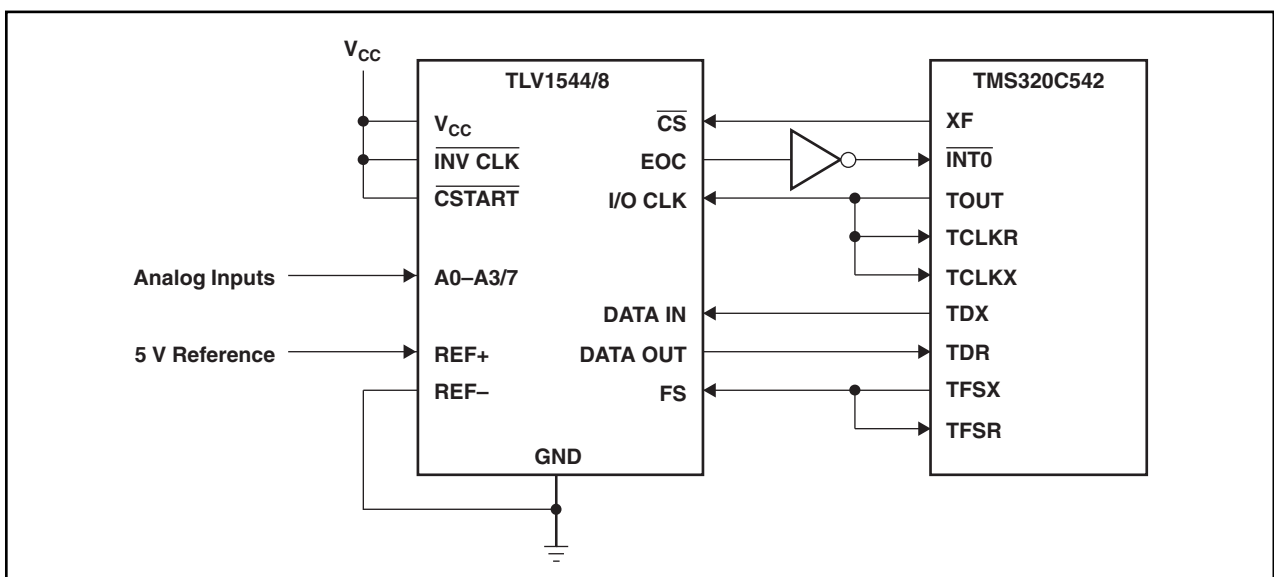 VCC
TLV1544/8
TMS320C542
VCC
CS
XF
INV CLK
EOC
INT0
CSTART
I/O CLK
TOUT
TCLKR
Analog Inputs
A0–A3/7
TCLKX
DATA IN
TDX
5 V Reference
REF+
DATA OUT
TDR
REF–
FS
TFSX
TFSR
GND